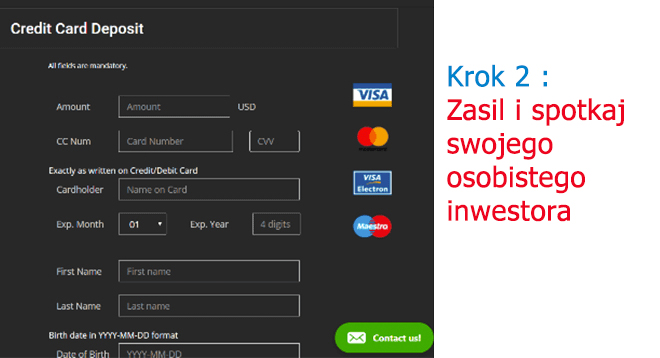 Credit Card Deposit
All fields are mandatory.
Amount Amount USD
VISA
CC Num Card Number CVV
Exactly as written on Credit/Debit Card
Cardholder Name on Card
VISA
Electron
Exp. Month 01 Exp. Year 4 digits
Maestro
First Name First name
Last Name Last name
Birth date in YYYY-MM-DD format
Date of Birth YYYY-MM-DD
Contact us!
Krok 2 :
Zasil i spotkaj
swojego
osobistego
inwestora